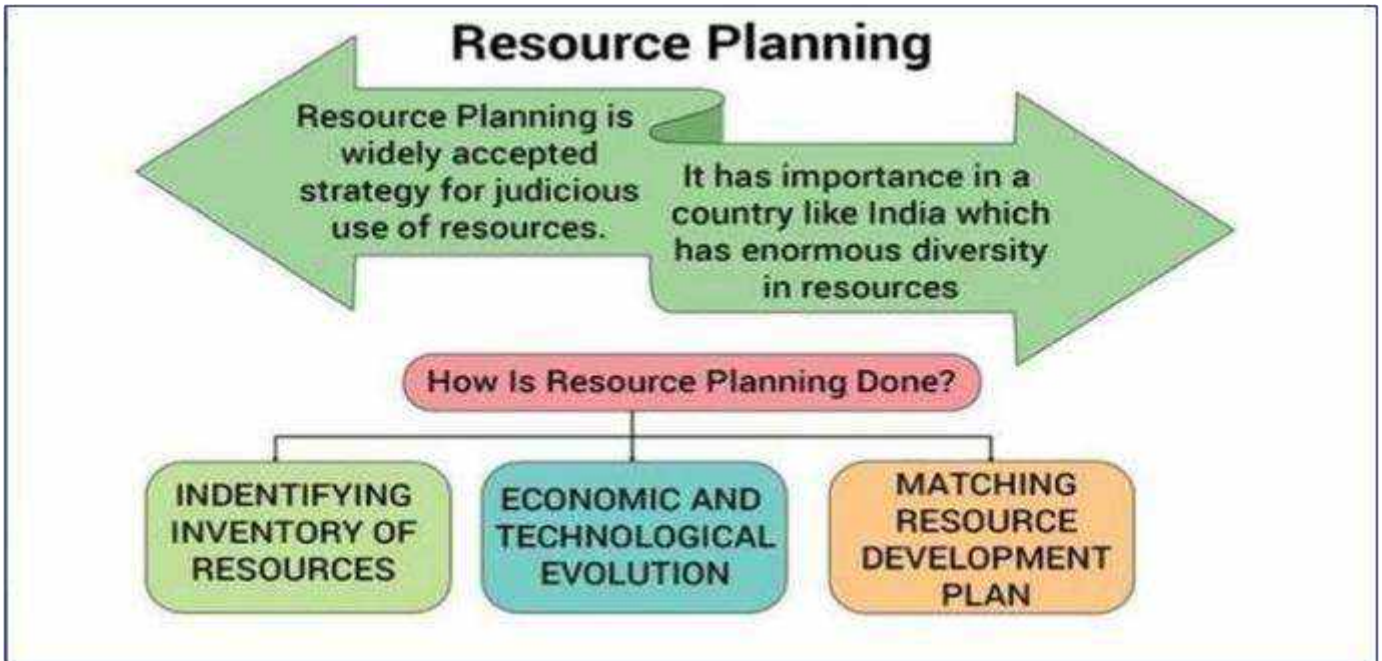 Resource Planning
Resource Planning is
widely accepted
strategy for judicious
use of resources.
It has importance in a
country like India which
has enormous diversity
in resources
How Is Resource Planning Done?
INDENTIFYING
INVENTORY OF
RESOURCES
ECONOMIC AND
TECHNOLOGICAL
EVOLUTION
MATCHING
RESOURCE
DEVELOPMENT
PLAN